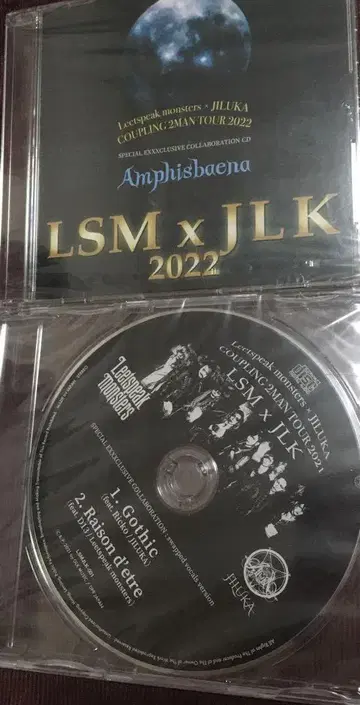 Leetspeak monsters × JILUKA
COUPLING 2MAN TOUR 2022
SPECIAL EXXXCLUSIVE COLLABORATION CD
Amphisbaena
LSM x JLK
2022
Leetspeak monsters × JILUKA
COUPLING 2MAN TOUR 2021
LSM x JLK
Leetspeak
monsters
SPECIAL EXXXCLUSIVE COLLABORATION : swapped vocals version
1. Gothic
(feat. Ricko / JILUKA)
2. Raison d'etre
(feat. D13 / Leetspeak monsters)
JILUKA